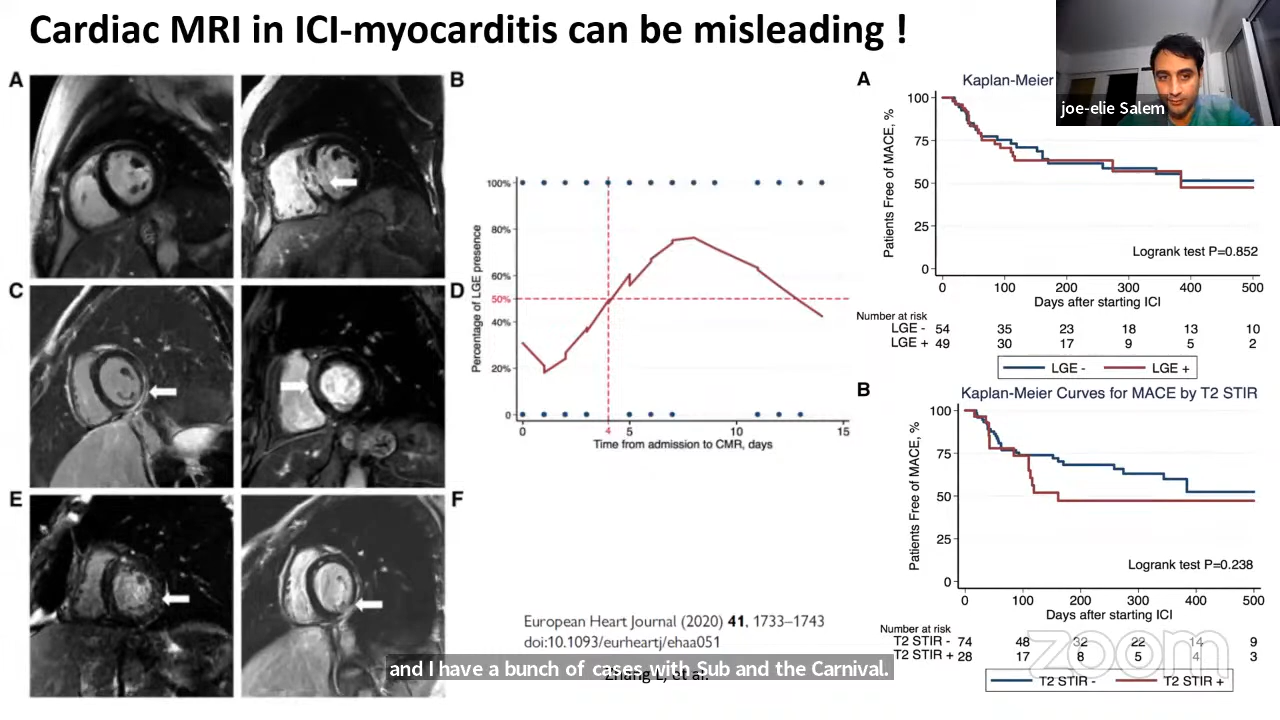 Cardiac MRI in ICI-myocarditis can be misleading !
joe-elie Salem
A
B
C
D
E
F
100%
80%
60%
50%
40%
20%
0
Percentage of LGE presence
0 4 5 10 15
Time from admission to CMR, days
A
Kaplan-Meier
100
75
50
25
0
Patients Free of MACE, %
Logrank test P=0.852
0 100 200 300 400 500
Days after starting ICI
Number at risk
LGE - 54 35 23 18 13 10
LGE + 49 30 17 9 5 2
LGE - LGE +
B
Kaplan-Meier Curves for MACE by T2 STIR
100
75
50
25
0
Patients Free of MACE, %
Logrank test P=0.238
0 100 200 300 400 500
Days after starting ICI
Number at risk
T2 STIR - 74 48 32 22 14 9
T2 STIR + 28 17 8 5 4 3
T2 STIR - T2 STIR +
European Heart Journal (2020) 41, 1733–1743
doi:10.1093/eurheartj/ehaa051
and I have a bunch of cases with Sub and the Carnival.
Zhang L, et al.
zoom